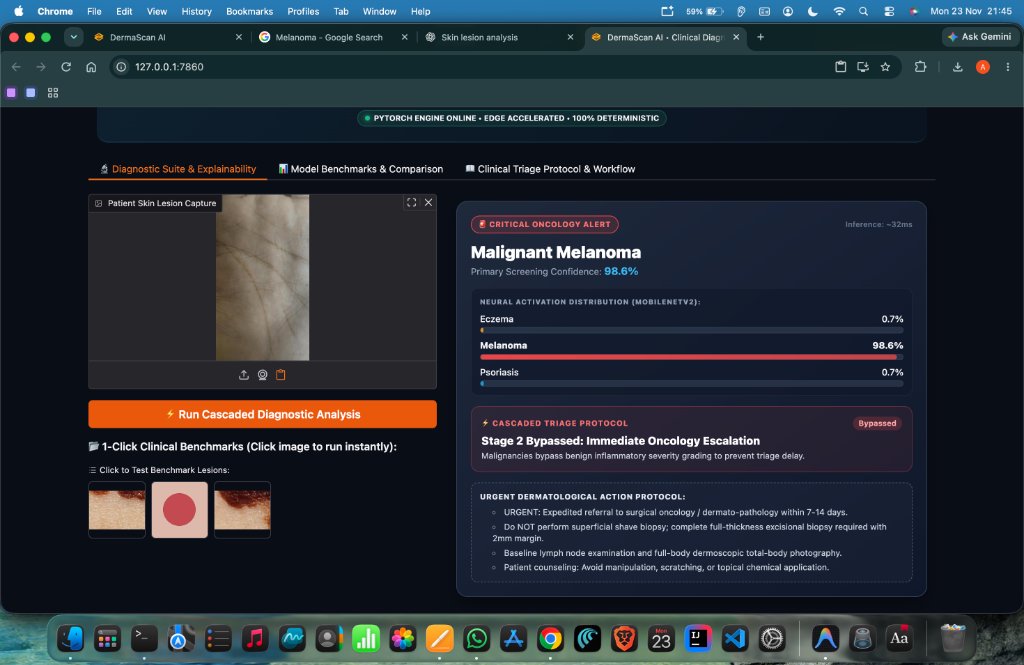 Chrome File Edit View History Bookmarks Profiles Tab Window Help
59% Mon 23 Nov 21:45
DermaScan AI
Melanoma - Google Search
Skin lesion analysis
DermaScan AI • Clinical Diagn
Ask Gemini
127.0.0.1:7860
A
PYTORCH ENGINE ONLINE • EDGE ACCELERATED • 100% DETERMINISTIC
Diagnostic Suite & Explainability
Model Benchmarks & Comparison
Clinical Triage Protocol & Workflow
Patient Skin Lesion Capture
Run Cascaded Diagnostic Analysis
1-Click Clinical Benchmarks (Click image to run instantly):
Click to Test Benchmark Lesions:
CRITICAL ONCOLOGY ALERT
Inference: ~32ms
Malignant Melanoma
Primary Screening Confidence: 98.6%
NEURAL ACTIVATION DISTRIBUTION (MOBILENETV2):
Eczema 0.7%
Melanoma 98.6%
Psoriasis 0.7%
CASCADED TRIAGE PROTOCOL
Bypassed
Stage 2 Bypassed: Immediate Oncology Escalation
Malignancies bypass benign inflammatory severity grading to prevent triage delay.
URGENT DERMATOLOGICAL ACTION PROTOCOL:
URGENT: Expedited referral to surgical oncology / dermato-pathology within 7-14 days.
Do NOT perform superficial shave biopsy; complete full-thickness excisional biopsy required with
2mm margin.
Baseline lymph node examination and full-body dermoscopic total-body photography.
Patient counseling: Avoid manipulation, scratching, or topical chemical application.
Mon
23
IJ
Aa